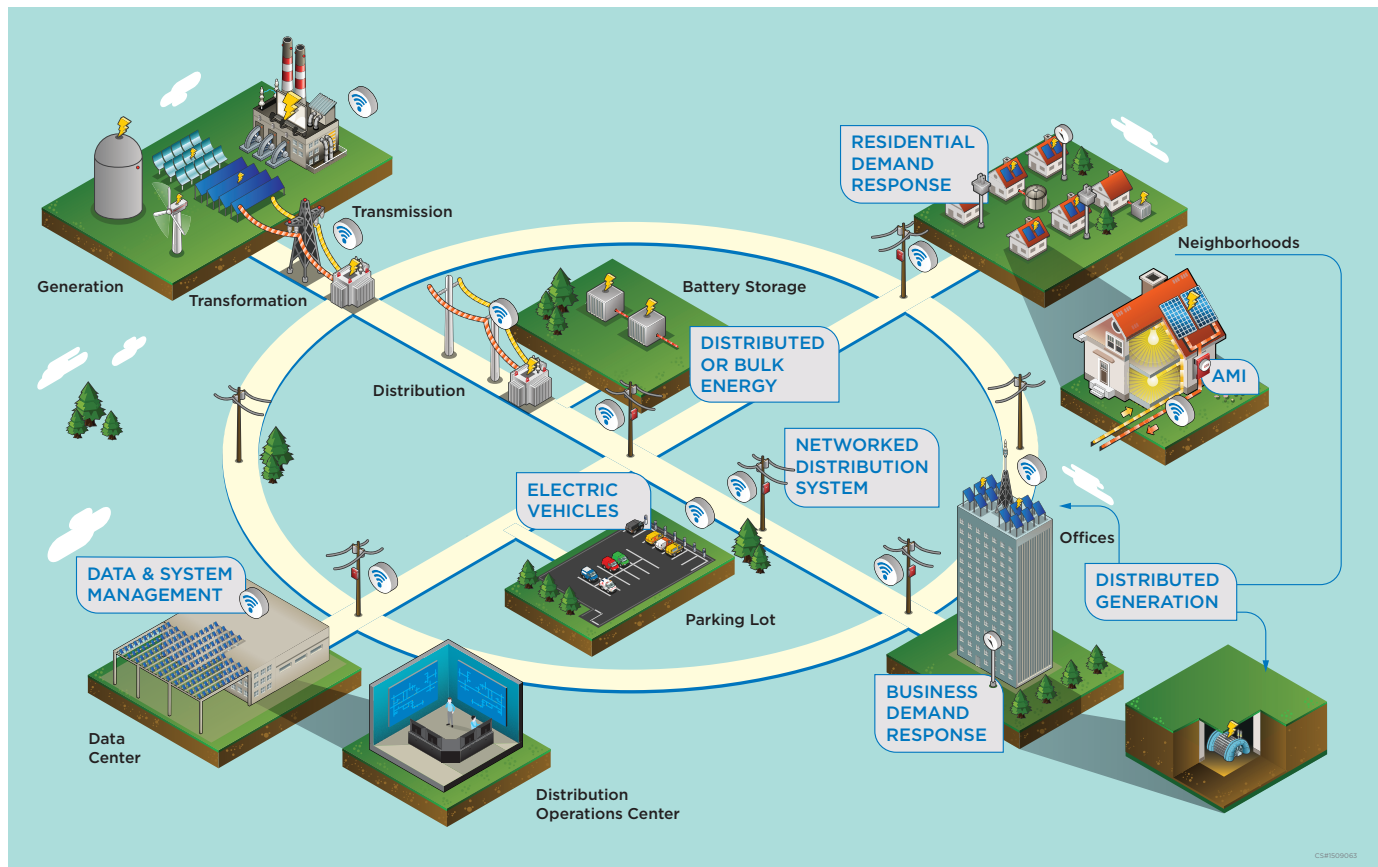 RESIDENTIAL
DEMAND
RESPONSE
Transmission
Neighborhoods
Generation
Transformation
Battery Storage
DISTRIBUTED
OR BULK
ENERGY
AMI
Distribution
NETWORKED
DISTRIBUTION
SYSTEM
ELECTRIC
VEHICLES
Offices
DATA & SYSTEM
MANAGEMENT
DISTRIBUTED
GENERATION
Parking Lot
BUSINESS
DEMAND
RESPONSE
Data
Center
Distribution
Operations Center
CS#1509063